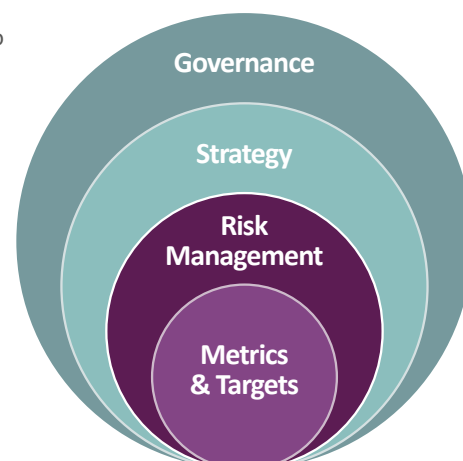 Governance
Strategy
Risk
Management
Metrics
& Targets